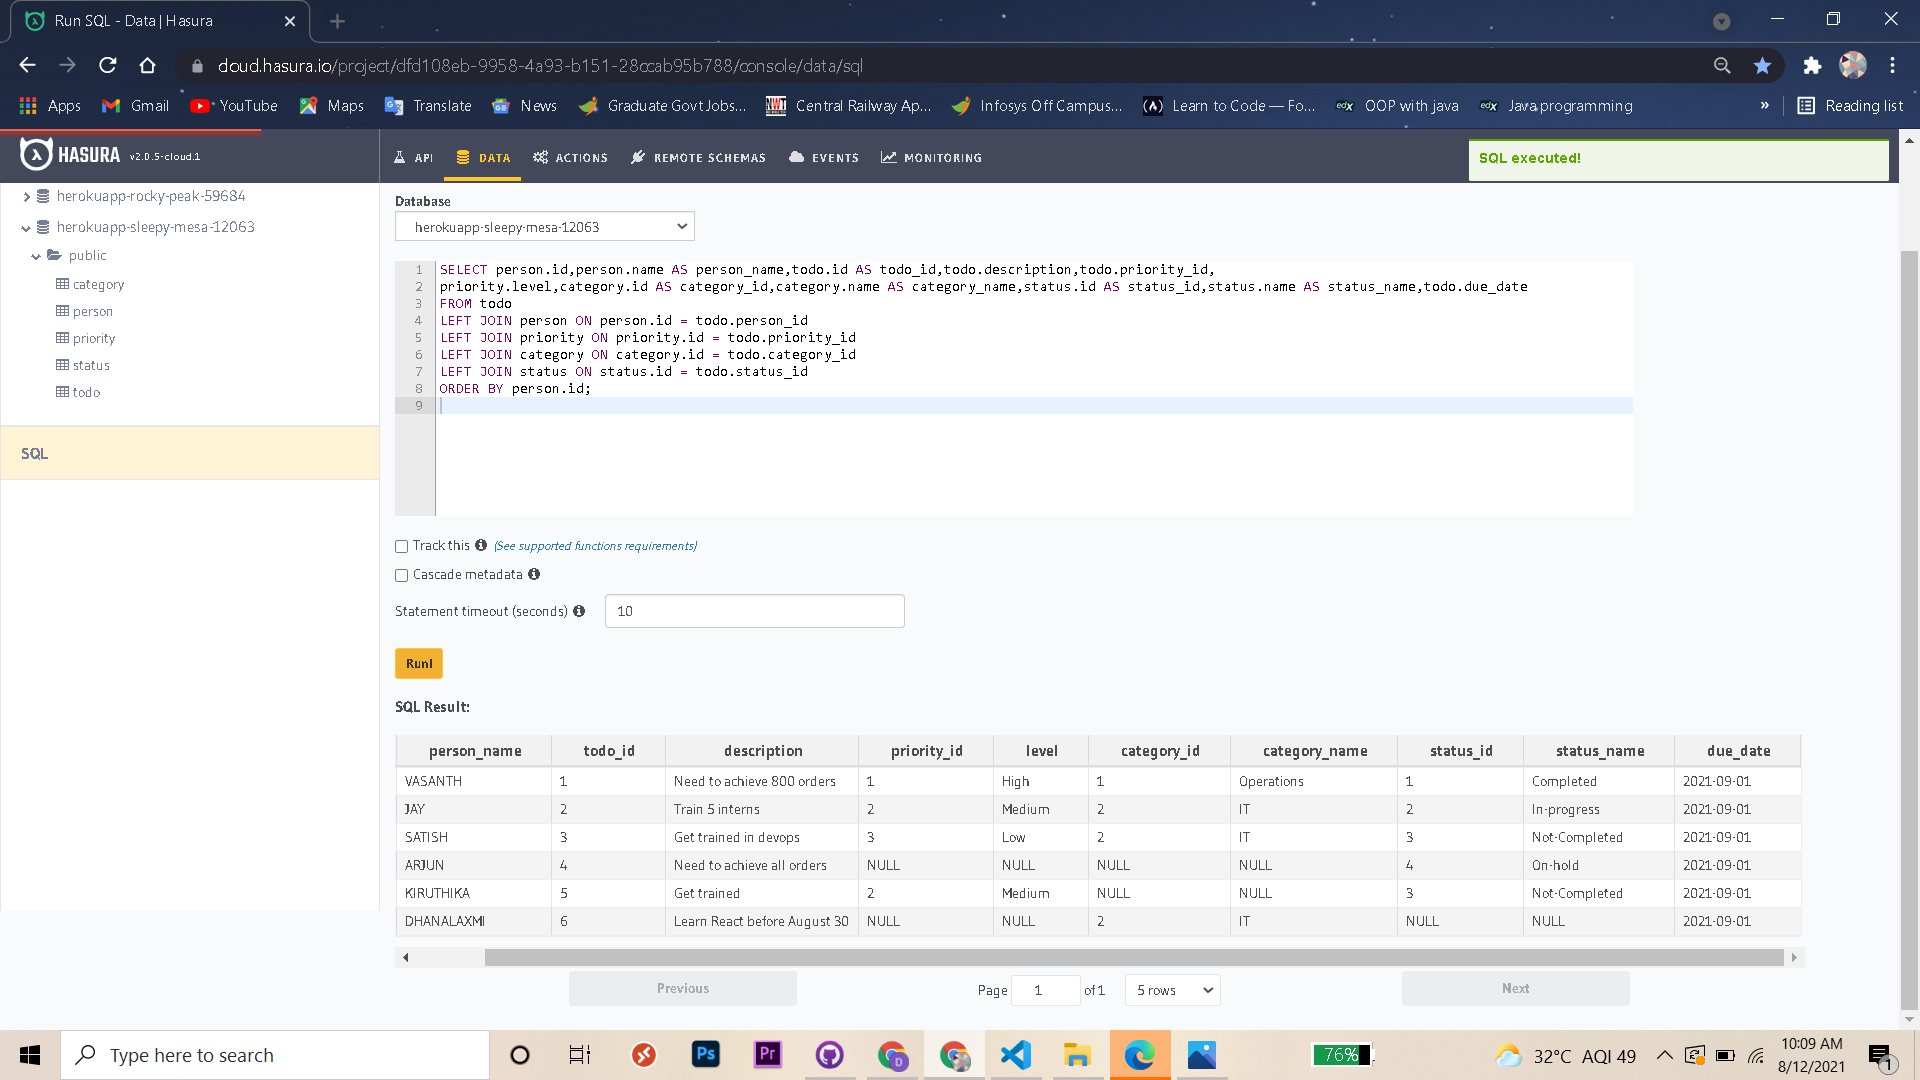 Run SQL - Data | Hasura
cloud.hasura.io/project/dfd108eb-9958-4a93-b151-28ccab95b788/console/data/sql
Apps Gmail YouTube Maps Translate News Graduate Govt Jobs... Central Railway Ap... Infosys Off Campus... Learn to Code — Fo... OOP with java Java programming » Reading list
HASURA v2.0.5-cloud.1 API DATA ACTIONS REMOTE SCHEMAS EVENTS MONITORING SQL executed!
herokuapp-rocky-peak-59684
herokuapp-sleepy-mesa-12063
public
category
person
priority
status
todo
SQL
Database
herokuapp-sleepy-mesa-12063
1 SELECT person.id,person.name AS person_name,todo.id AS todo_id,todo.description,todo.priority_id,
2 priority.level,category.id AS category_id,category.name AS category_name,status.id AS status_id,status.name AS status_name,todo.due_date
3 FROM todo
4 LEFT JOIN person ON person.id = todo.person_id
5 LEFT JOIN priority ON priority.id = todo.priority_id
6 LEFT JOIN category ON category.id = todo.category_id
7 LEFT JOIN status ON status.id = todo.status_id
8 ORDER BY person.id;
9
Track this (See supported functions requirements)
Cascade metadata
Statement timeout (seconds) 10
Run!
SQL Result:
person_name todo_id description priority_id level category_id category_name status_id status_name due_date
VASANTH 1 Need to achieve 800 orders 1 High 1 Operations 1 Completed 2021-09-01
JAY 2 Train 5 interns 2 Medium 2 IT 2 In-progress 2021-09-01
SATISH 3 Get trained in devops 3 Low 2 IT 3 Not-Completed 2021-09-01
ARJUN 4 Need to achieve all orders NULL NULL NULL NULL 4 On-hold 2021-09-01
KIRUTHIKA 5 Get trained 2 Medium NULL NULL 3 Not-Completed 2021-09-01
DHANALAXMI 6 Learn React before August 30 NULL NULL 2 IT NULL NULL 2021-09-01
Previous Page 1 of 1 5 rows Next
Type here to search Ps Pr D 76% 32°C AQI 49 10:09 AM
8/12/2021 1